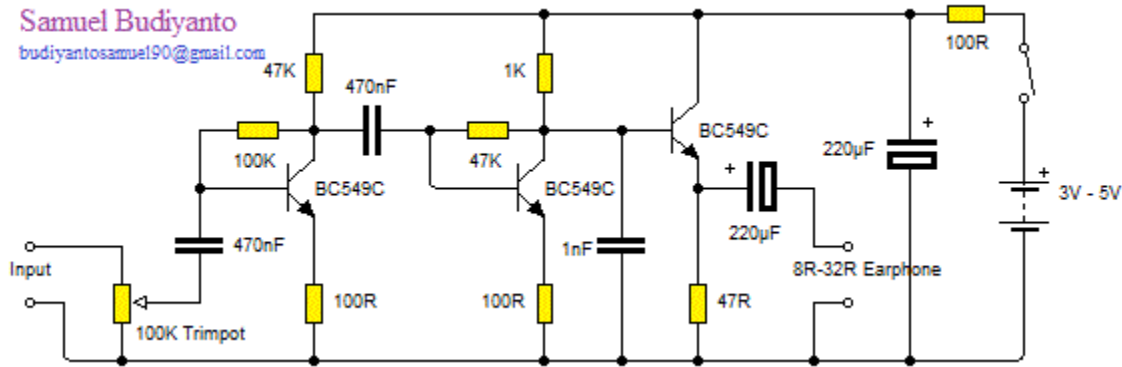 Samuel Budiyanto
budiyantosamuel90@gmail.com
47K
470nF
1K
100R
100K
47K
BC549C
BC549C
BC549C
220µF
+
+
+
3V - 5V
Input
470nF
1nF
220µF
8R-32R Earphone
100R
100R
47R
100K Trimpot